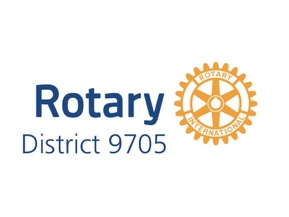 Rotary
District 9705
ROTARY
INTERNATIONAL